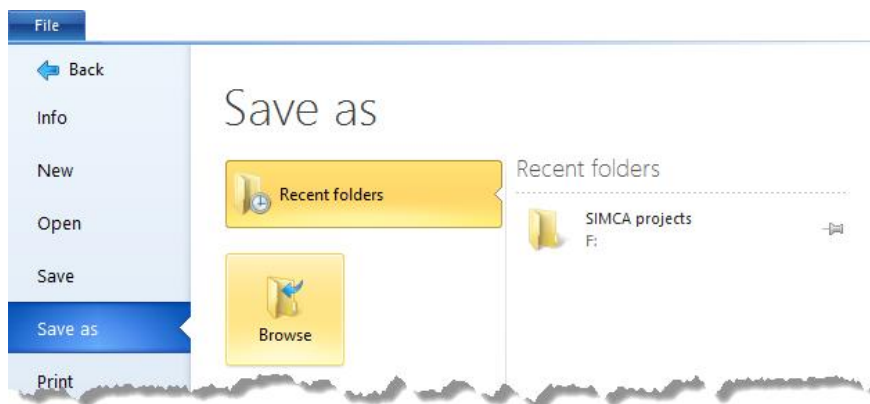 File
Back
Info
New
Open
Save
Save as
Print
Save as
Recent folders
Browse
Recent folders
SIMCA projects
F: